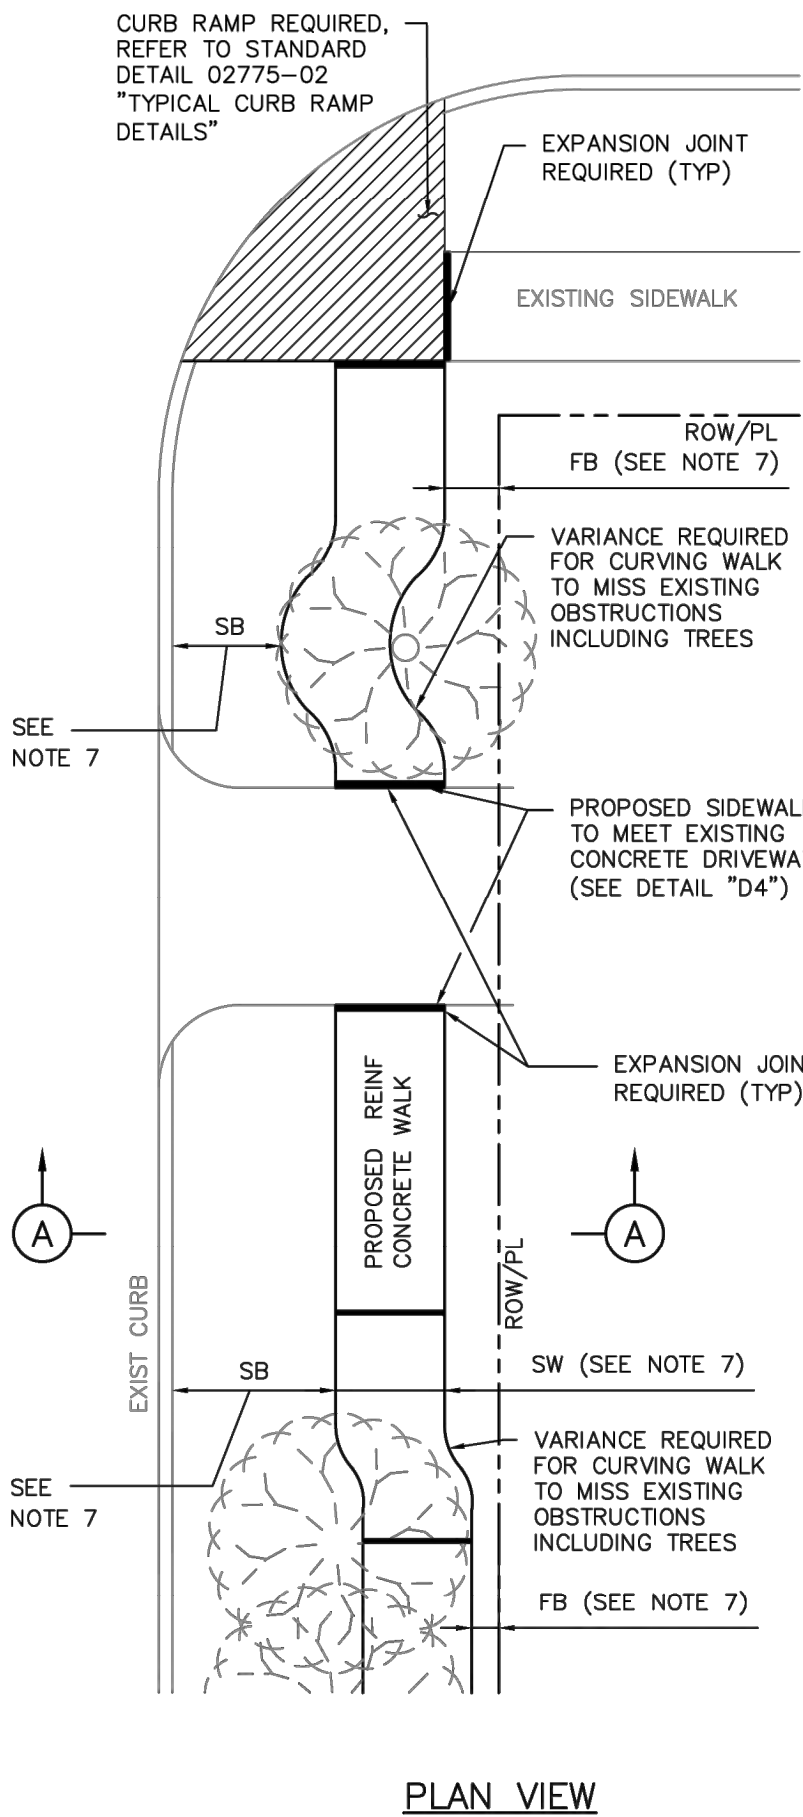 CURB RAMP REQUIRED,
REFER TO STANDARD
DETAIL 02775-02
"TYPICAL CURB RAMP
DETAILS"
EXPANSION JOINT
REQUIRED (TYP)
EXISTING SIDEWALK
ROW/PL
FB (SEE NOTE 7)
VARIANCE REQUIRED
FOR CURVING WALK
TO MISS EXISTING
OBSTRUCTIONS
INCLUDING TREES
SB
SEE
NOTE 7
PROPOSED SIDEWAL
TO MEET EXISTING
CONCRETE DRIVEWA
(SEE DETAIL "D4")
EXPANSION JOIN
REQUIRED (TYP)
PROPOSED REINF
CONCRETE WALK
A
A
ROW/PL
EXIST CURB
SB
SW (SEE NOTE 7)
SEE
NOTE 7
VARIANCE REQUIRED
FOR CURVING WALK
TO MISS EXISTING
OBSTRUCTIONS
INCLUDING TREES
FB (SEE NOTE 7)
PLAN VIEW